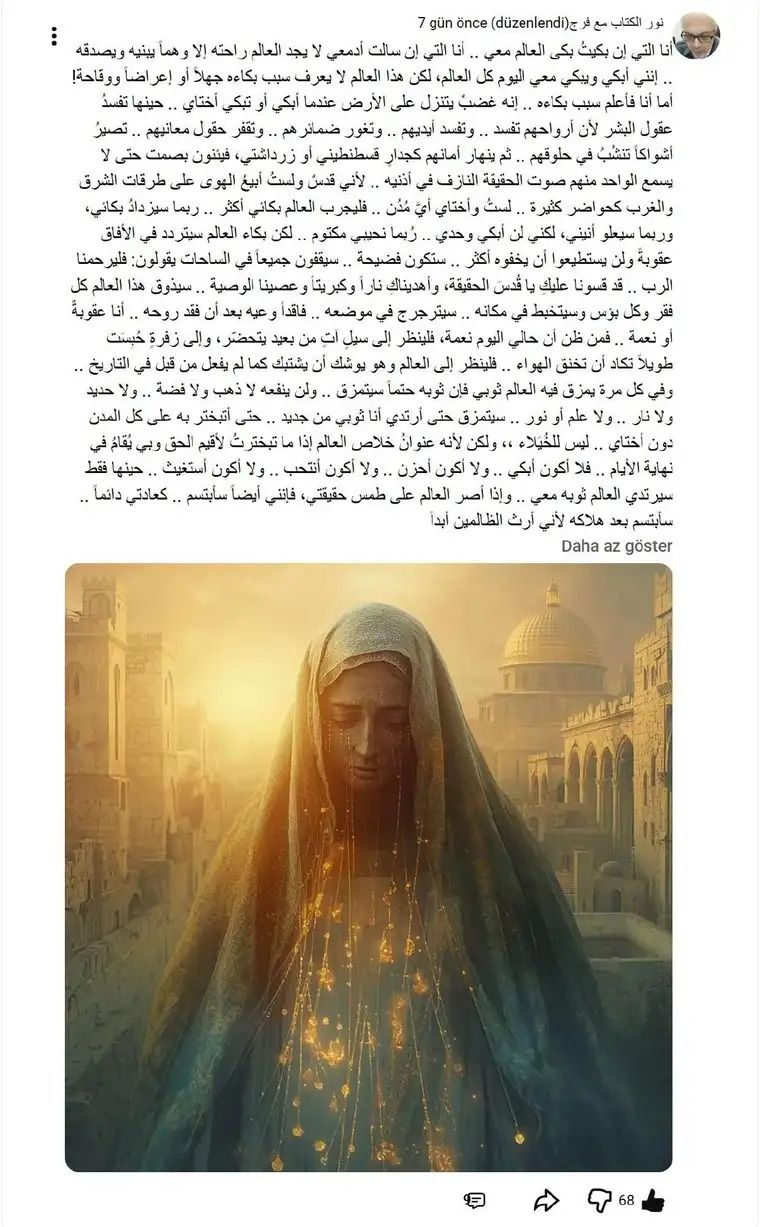 نور الكتاب مع فرج(düzenlendi) 7 gün önce
أنا التي إن بكيتُ بكى العالم معي .. أنا التي إن سالت أدمعي لا يجد العالم راحته إلا وهماً يبنيه ويصدقه
.. إنني أبكي ويبكي معي اليوم كل العالم، لكن هذا العالم لا يعرف سبب بكاءه جهلاً أو إعراضاً ووقاحة!
أما أنا فأعلم سبب بكاءه .. إنه غضبٌ يتنزل على الأرض عندما أبكي أو تبكي أختاي .. حينها تفسدُ
عقول البشر لأن أرواحهم تفسد .. وتفسد أيديهم .. وتغور ضمائرهم .. وتقفر حقول معانيهم .. تصيرُ
أشواكاً تنشُبُ في حلوقهم .. ثم ينهار أمانهم كجدارٍ قسطنطيني أو زرداشتي، فيئنون بصمت حتى لا
يسمع الواحد منهم صوت الحقيقة النازف في أذنيه .. لأني قدسٌ ولستُ أبيعُ الهوى على طرقات الشرق
والغرب كحواضر كثيرة .. لستُ وأختاي أيَّ مُدُن .. فليجرب العالم بكائي أكثر .. ربما سيزدادُ بكائي،
وربما سيعلو أنيني، لكني لن أبكي وحدي .. رُبما نحيبي مكتوم .. لكن بكاء العالم سيتردد في الأفاق
عقوبةً ولن يستطيعوا أن يخفوه أكثر .. ستكون فضيحة .. سيقفون جميعاً في الساحات يقولون: فليرحمنا
الرب .. قد قسونا عليكِ يا قُدسَ الحقيقة، وأهديناكِ ناراً وكبريتاً وعصينا الوصية .. سيذوق هذا العالم كل
فقر وكل بؤس وسيتخبط في مكانه .. سيترجرج في موضعه .. فاقداً وعيه بعد أن فقد روحه .. أنا عقوبةٌ
أو نعمة .. فمن ظن أن حالي اليوم نعمة، فلينظر إلى سيلٍ آتٍ من بعيد يتحضّر، وإلى زفرةٍ حُبِسَت
طويلاً تكاد أن تخنق الهواء .. فلينظر إلى العالم وهو يوشك أن يشتبك كما لم يفعل من قبل في التاريخ ..
وفي كل مرة يمزق فيه العالم ثوبي فإن ثوبه حتماً سيتمزق .. ولن ينفعه لا ذهب ولا فضة .. ولا حديد
ولا نار .. ولا علم أو نور .. سيتمزق حتى أرتدي أنا ثوبي من جديد .. حتى أتبختر به على كل المدن
دون أختاي .. ليس للخُيَلاء ،، ولكن لأنه عنوانُ خلاص العالم إذا ما تبخترتُ لأقيم الحق وبي يُقامُ في
نهاية الأيام .. فلا أكون أبكي .. ولا أكون أحزن .. ولا أكون أنتحب .. ولا أكون أستغيث .. حينها فقط
سيرتدي العالم ثوبه معي .. وإذا أصر العالم على طمس حقيقتي، فإنني أيضاً سأبتسم .. كعادتي دائماً ..
سأبتسم بعد هلاكه لأني أرث الظالمين أبداً
Daha az göster
68